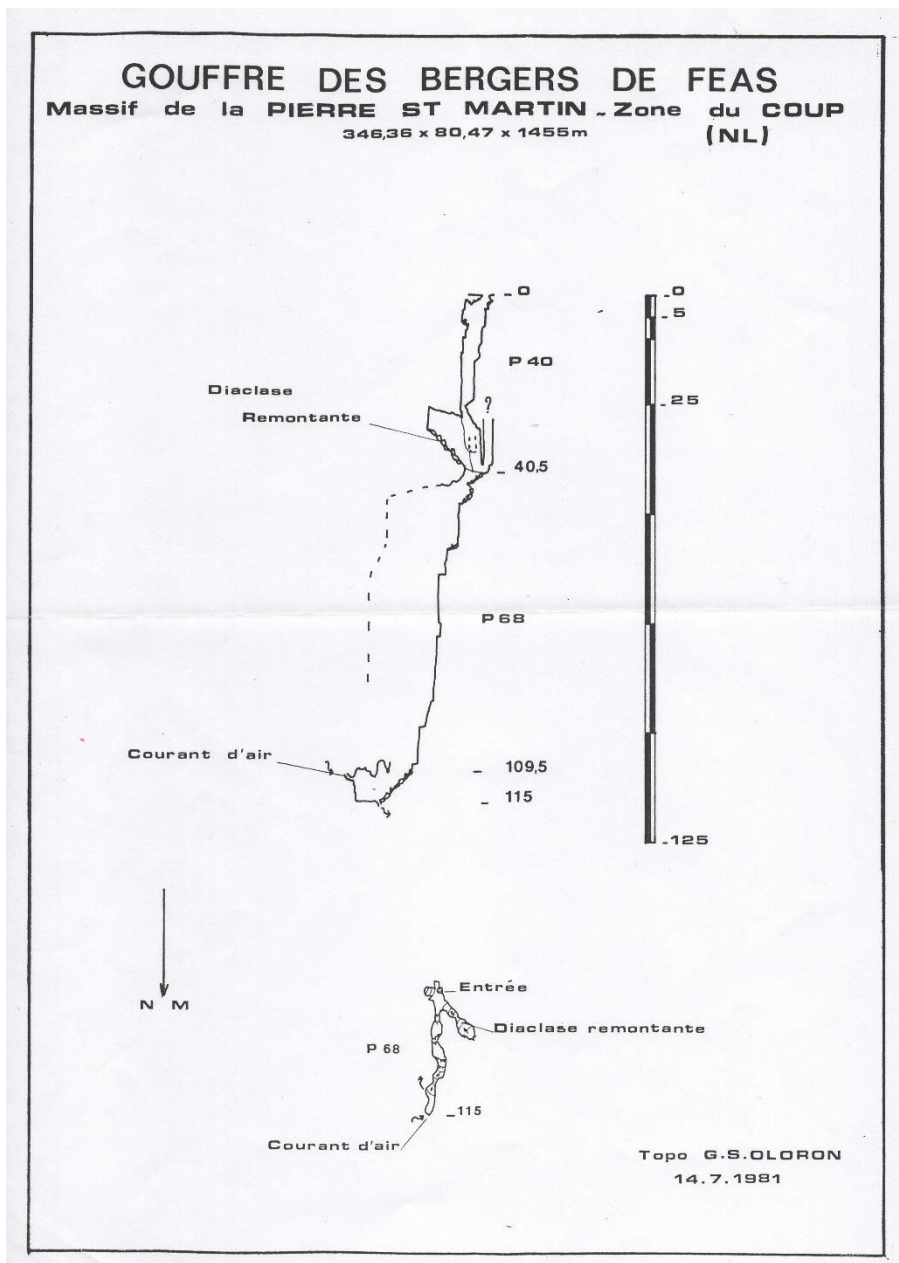 GOUFFRE DES BERGERS DE FEAS
Massif de la PIERRE ST MARTIN - Zone du COUP
346,36 x 80,47 x 1455m
(NL)
-0
-0
-5
P 40
Diaclase
Remontante
?
-25
-40,5
P 68
Courant d'air
-109,5
-115
-125
N M
Entrée
Diaclase remontante
P 68
-115
Courant d'air
Topo G.S.OLORON
14.7.1981